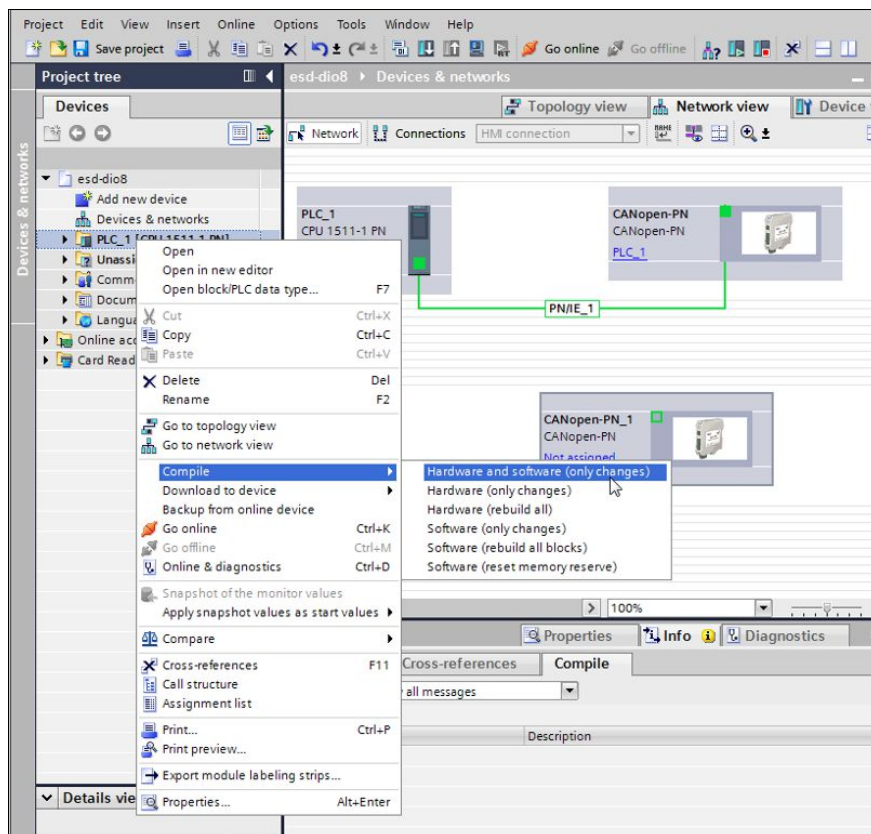 Project Edit View Insert Online Options Tools Window Help
Save project Go online Go offline
Project tree
esd-dio8 Devices & networks
Devices
Topology view Network view Device
Network Connections HMI connection
Devices & networks
esd-dio8
Add new device
Devices & networks
PLC_1 [CPU 1511-1 PN]
Unassi
Comm
Docum
Langua
Online acc
Card Read
PLC_1
CPU 1511-1 PN
CANopen-PN
CANopen-PN
PLC_1
PN/IE_1
CANopen-PN_1
CANopen-PN
Not assigned
Open
Open in new editor
Open block/PLC data type... F7
Cut Ctrl+X
Copy Ctrl+C
Paste Ctrl+V
Delete Del
Rename F2
Go to topology view
Go to network view
Compile
Download to device
Backup from online device
Go online Ctrl+K
Go offline Ctrl+M
Online & diagnostics Ctrl+D
Snapshot of the monitor values
Apply snapshot values as start values
Compare
Cross-references F11
Call structure
Assignment list
Print... Ctrl+P
Print preview...
Export module labeling strips...
Properties... Alt+Enter
Hardware and software (only changes)
Hardware (only changes)
Hardware (rebuild all)
Software (only changes)
Software (rebuild all blocks)
Software (reset memory reserve)
100%
Properties Info Diagnostics
Cross-references Compile
all messages
Description
Details vie